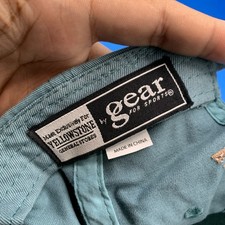 Made Exclusively For
YELLOWSTONE
GENERAL STORES
by gear
FOR SPORTS®
MADE IN CHINA